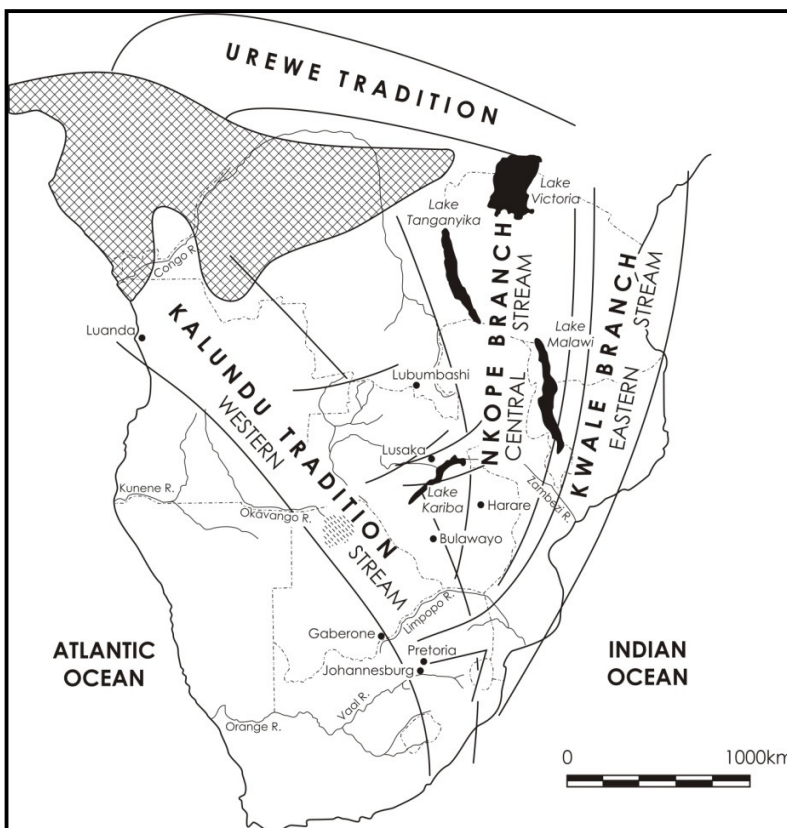 UREWE TRADITION
Lake
Victoria
Lake
Tanganyika
Congo R.
NKOPE BRANCH
CENTRAL STREAM
KWALE BRANCH
EASTERN STREAM
Luanda
KALUNDU TRADITION
WESTERN STREAM
Lake
Malawi
Lubumbashi
Lusaka
Lake
Kariba
Zambezi R.
Kunene R.
Okavango R.
Harare
Bulawayo
Limpopo R.
Gaberone
Pretoria
Johannesburg
ATLANTIC
OCEAN
INDIAN
OCEAN
Vaal R.
Orange R.
0 1000km